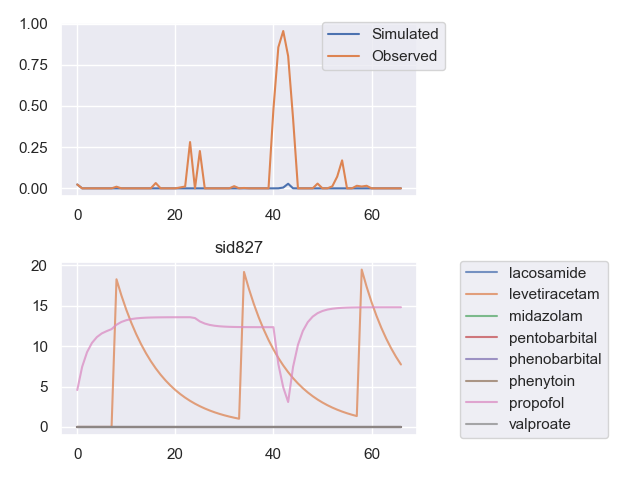 1.00
0.75
0.50
0.25
0.00
0 20 40 60
Simulated
Observed
sid827
20
15
10
5
0
0 20 40 60
lacosamide
levetiracetam
midazolam
pentobarbital
phenobarbital
phenytoin
propofol
valproate